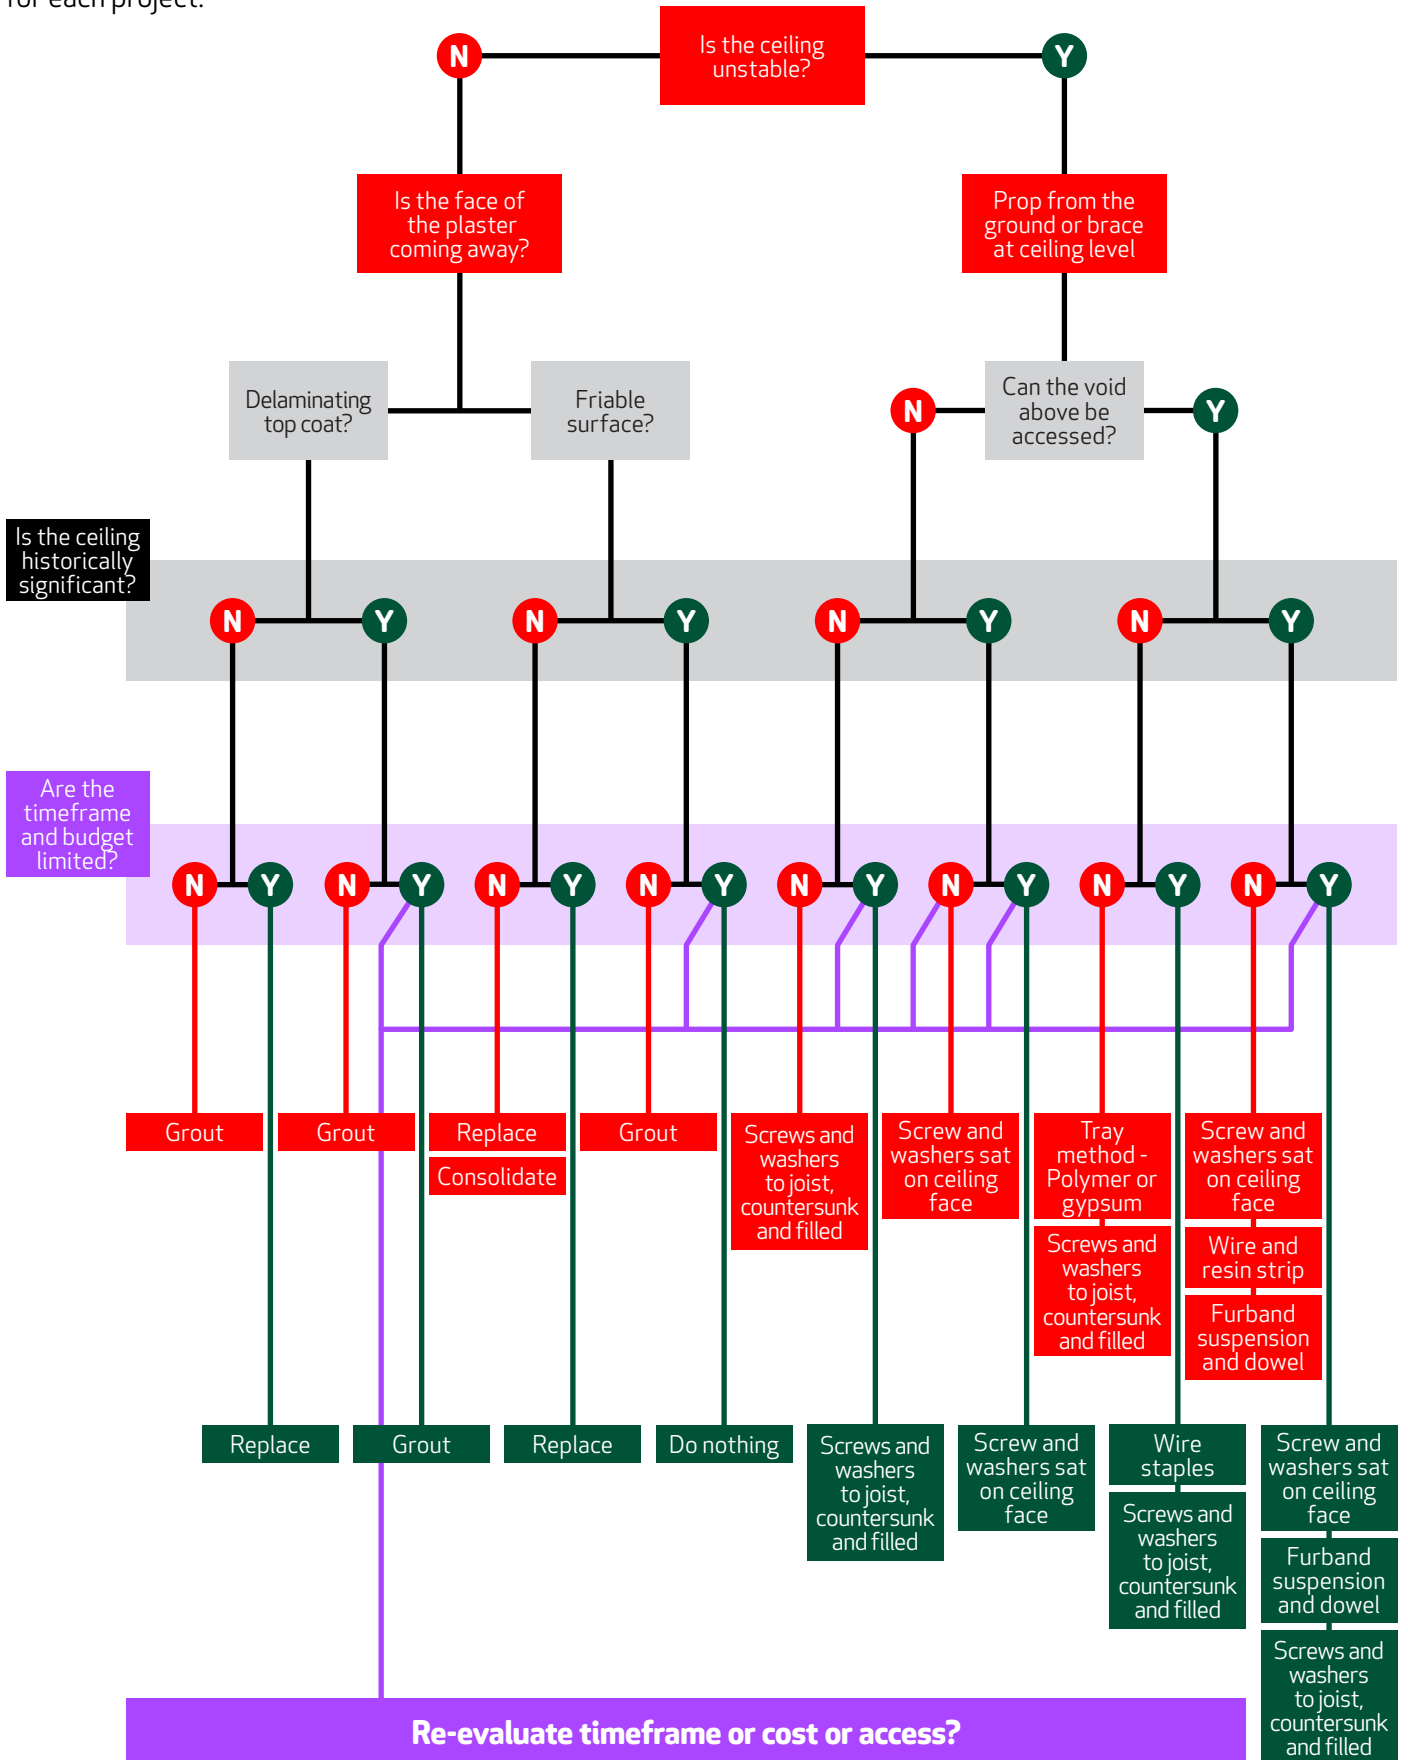 for each project.
N
Is the ceiling
unstable?
Y
Is the face of
the plaster
coming away?
Prop from the
ground or brace
at ceiling level
Delaminating
top coat?
Friable
surface?
N
Can the void
above be
accessed?
Y
Is the ceiling
historically
significant?
N
Y
N
Y
N
Y
N
Y
Are the
timeframe
and budget
limited?
N
Y
N
Y
N
Y
N
Y
N
Y
N
Y
N
Y
N
Y
Grout
Grout
Replace
Consolidate
Grout
Screws and
washers
to joist,
countersunk
and filled
Screw and
washers sat
on ceiling
face
Tray
method -
Polymer or
gypsum
Screws and
washers
to joist,
countersunk
and filled
Screw and
washers sat
on ceiling
face
Wire and
resin strip
Furband
suspension
and dowel
Replace
Grout
Replace
Do nothing
Screws and
washers
to joist,
countersunk
and filled
Screw and
washers sat
on ceiling
face
Wire
staples
Screws and
washers
to joist,
countersunk
and filled
Screw and
washers sat
on ceiling
face
Furband
suspension
and dowel
Screws and
washers
to joist,
countersunk
and filled
Re-evaluate timeframe or cost or access?